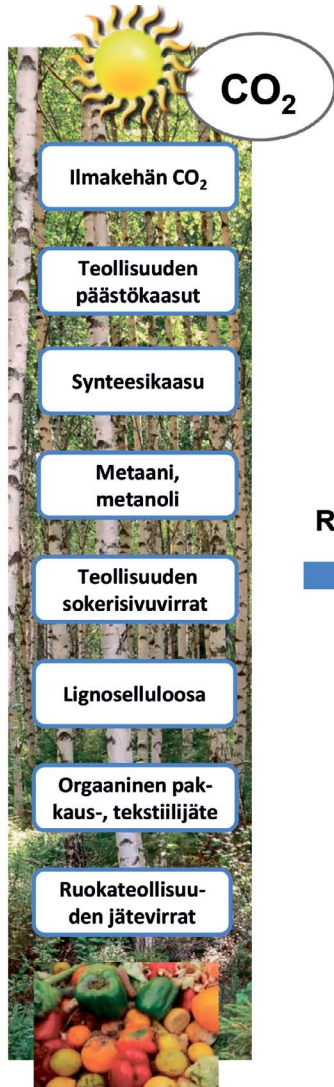 CO₂
Ilmakehän CO₂
Teollisuuden
päästökaasut
Synteesikaasu
Metaani,
metanoli
R
Teollisuuden
sokerisivuvirrat
Lignoselluloosa
Orgaaninen pak-
kaus-, tekstiilijäte
Ruokateollisuu-
den jätevirrat